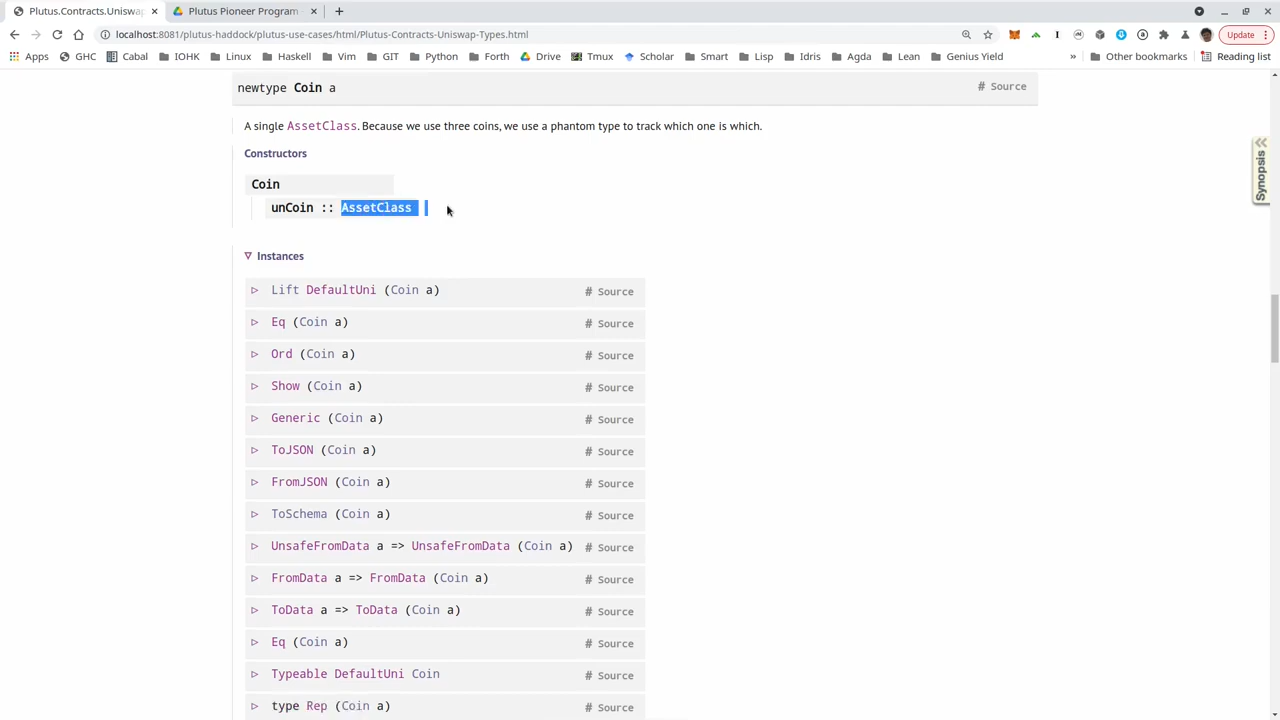 Plutus.Contracts.Uniswap
Plutus Pioneer Program -
localhost:8081/plutus-haddock/plutus-use-cases/html/Plutus-Contracts-Uniswap-Types.html
Update
Apps GHC Cabal IOHK Linux Haskell Vim GIT Python Forth Drive Tmux Scholar Smart Lisp Idris Agda Lean Genius Yield » Other bookmarks Reading list
newtype Coin a # Source
A single AssetClass. Because we use three coins, we use a phantom type to track which one is which.
Constructors
Coin
unCoin :: AssetClass
Synopsis
Instances
Lift DefaultUni (Coin a) # Source
Eq (Coin a) # Source
Ord (Coin a) # Source
Show (Coin a) # Source
Generic (Coin a) # Source
ToJSON (Coin a) # Source
FromJSON (Coin a) # Source
ToSchema (Coin a) # Source
UnsafeFromData a => UnsafeFromData (Coin a) # Source
FromData a => FromData (Coin a) # Source
ToData a => ToData (Coin a) # Source
Eq (Coin a) # Source
Typeable DefaultUni Coin # Source
type Rep (Coin a) # Source